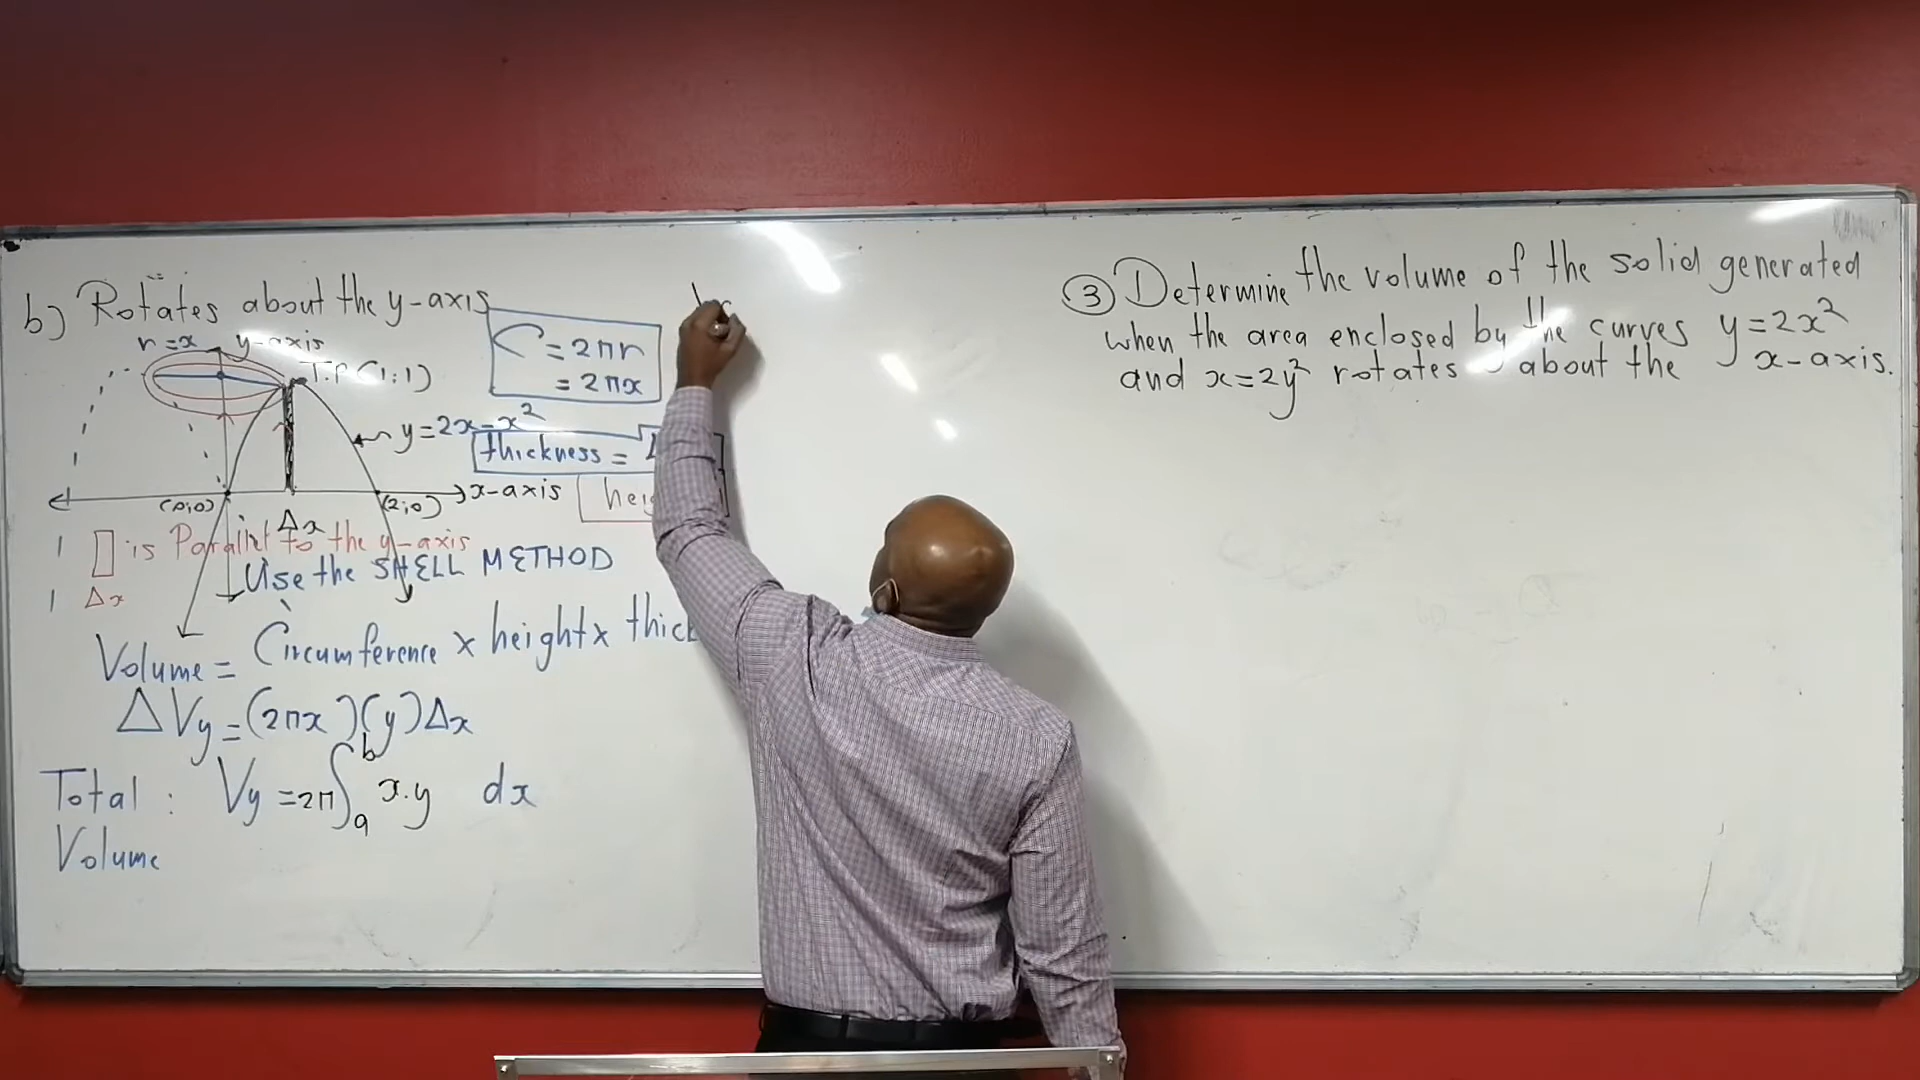 b) Rotates about the y-axis
r = x
y-axis
T.P (1;1)
C = 2πr
= 2πx
y = 2x - x²
thickness =
x-axis
(0;0)
(2;0)
Δx
▯ is Parallel to the y-axis
Δx
Use the SHELL METHOD
Volume = Circumference x height x
ΔVy = (2πx)(y)Δx
Total : Vy = 2π∫ₐᵇ x.y dx
Volume
③ Determine the volume of the solid generated
when the area enclosed by the curves y = 2x²
and x = 2y² rotates about the x-axis.